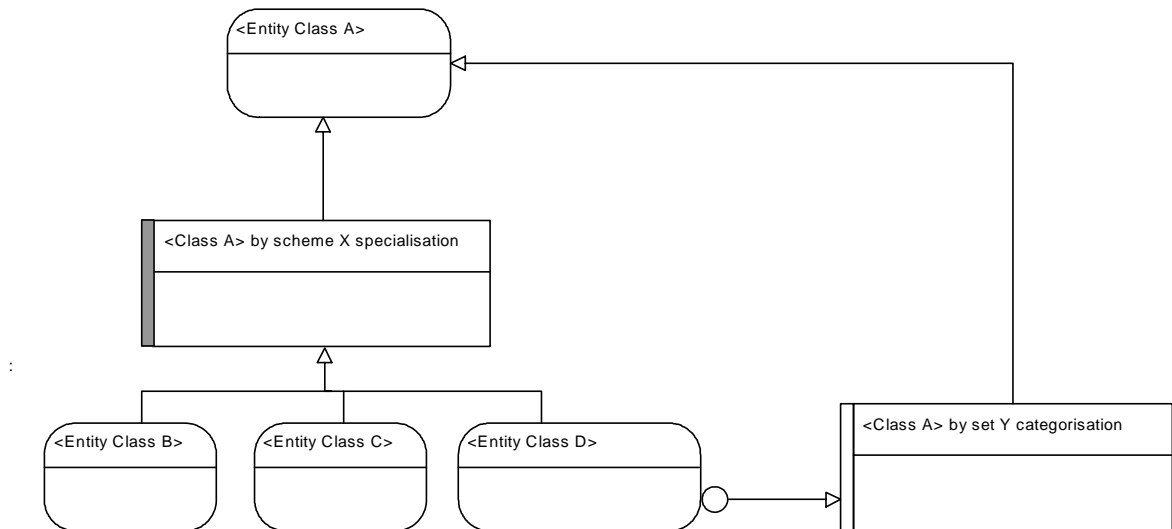 <Entity Class A>
<Class A> by scheme X specialisation
:
<Entity Class B>
<Entity Class C>
<Entity Class D>
<Class A> by set Y categorisation